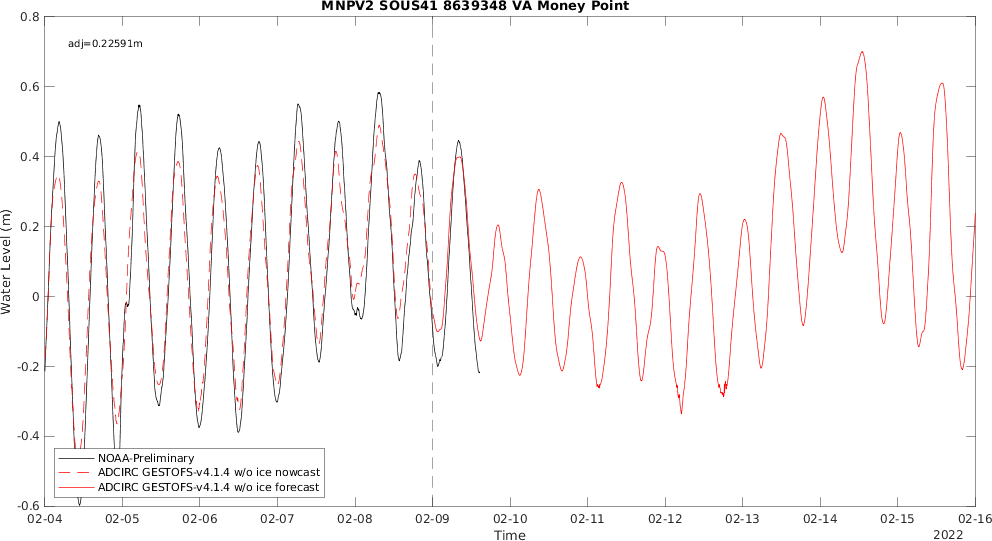 MNPV2 SOUS41 8639348 VA Money Point
adj=0.22591m
0.8
0.6
0.4
0.2
0
-0.2
-0.4
-0.6
Water Level (m)
NOAA-Preliminary
ADCIRC GESTOFS-v4.1.4 w/o ice nowcast
ADCIRC GESTOFS-v4.1.4 w/o ice forecast
02-04 02-05 02-06 02-07 02-08 02-09 02-10 02-11 02-12 02-13 02-14 02-15 02-16
Time
2022